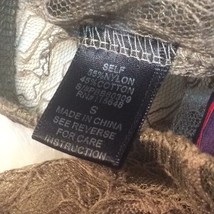 SELF
55%NYLON
45%COTTON
S
MADE IN CHINA
SEE REVERSE
FOR CARE
INSTRUCTION